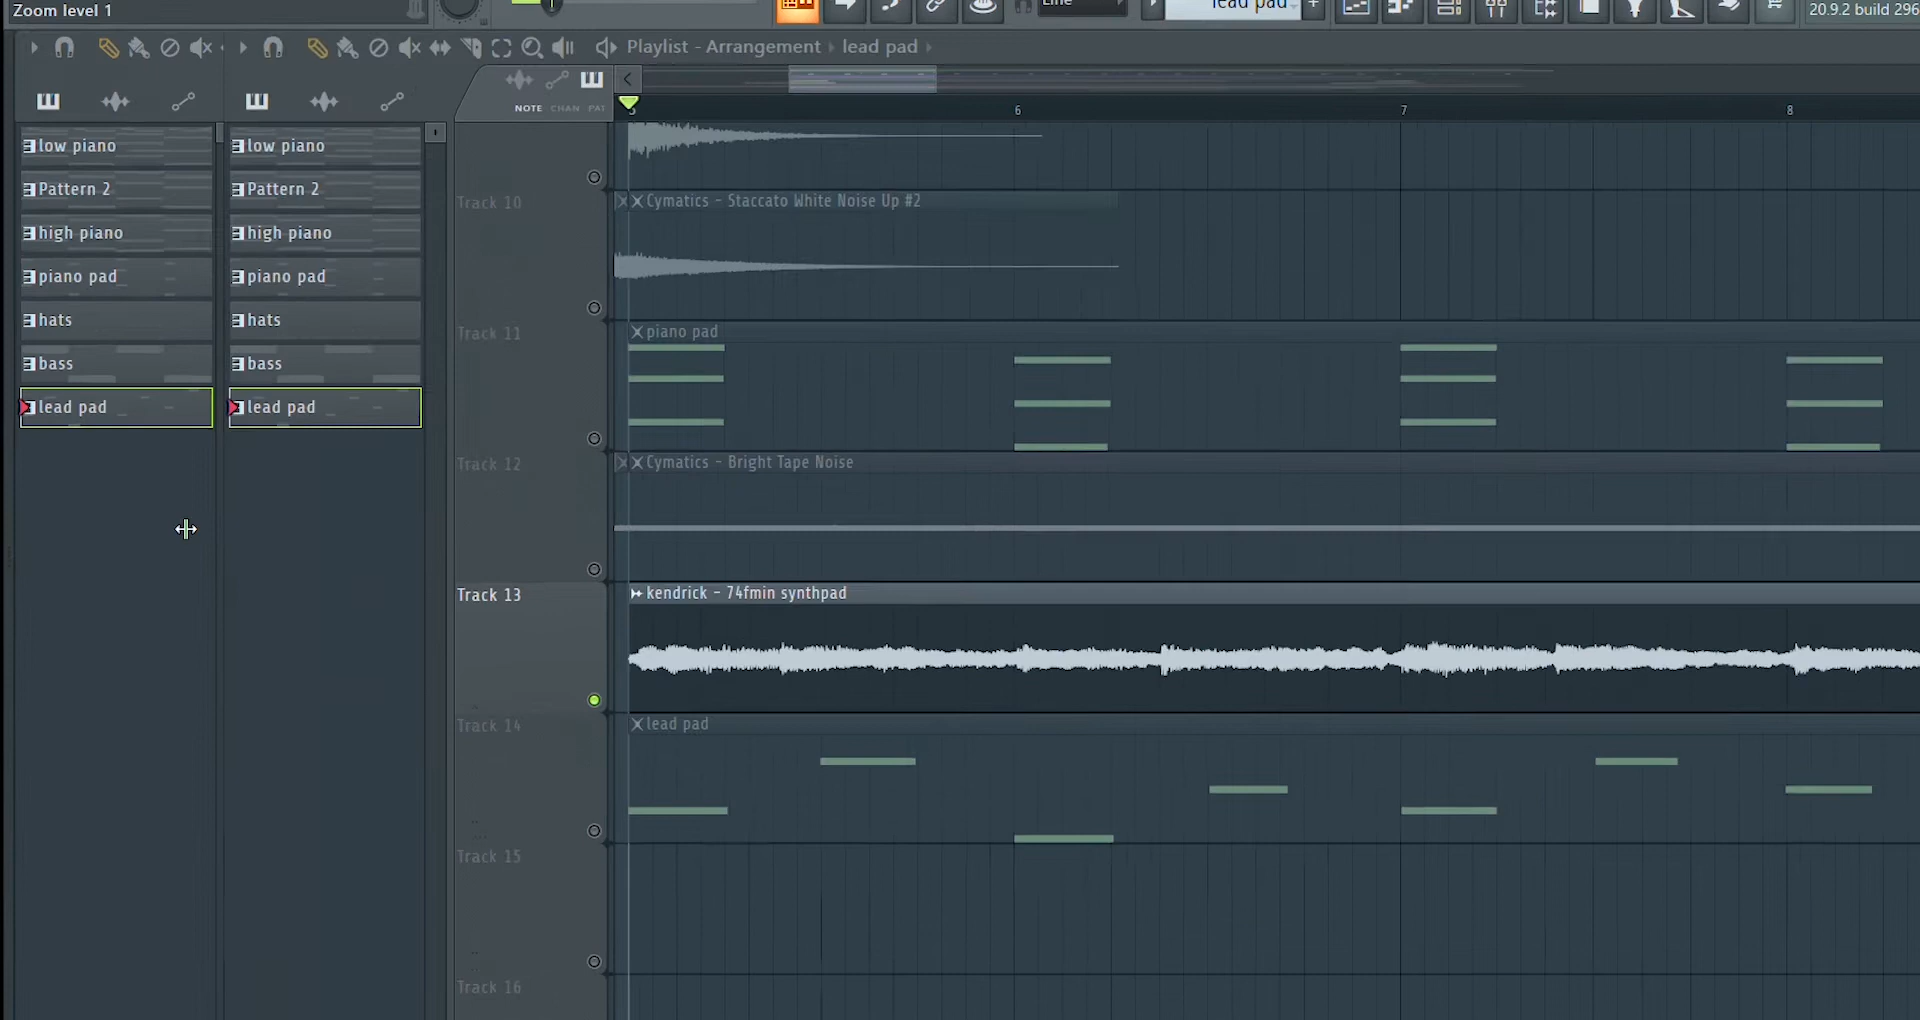 Zoom level 1
Line
lead pad
20.9.2 build 296
Playlist - Arrangement › lead pad ›
NOTE CHAN PAT
5 6 7 8
low piano
Pattern 2
high piano
piano pad
hats
bass
lead pad
low piano
Pattern 2
high piano
piano pad
hats
bass
lead pad
Track 10
Cymatics - Staccato White Noise Up #2
Track 11
piano pad
Track 12
Cymatics - Bright Tape Noise
Track 13
kendrick - 74fmin synthpad
Track 14
lead pad
Track 15
Track 16